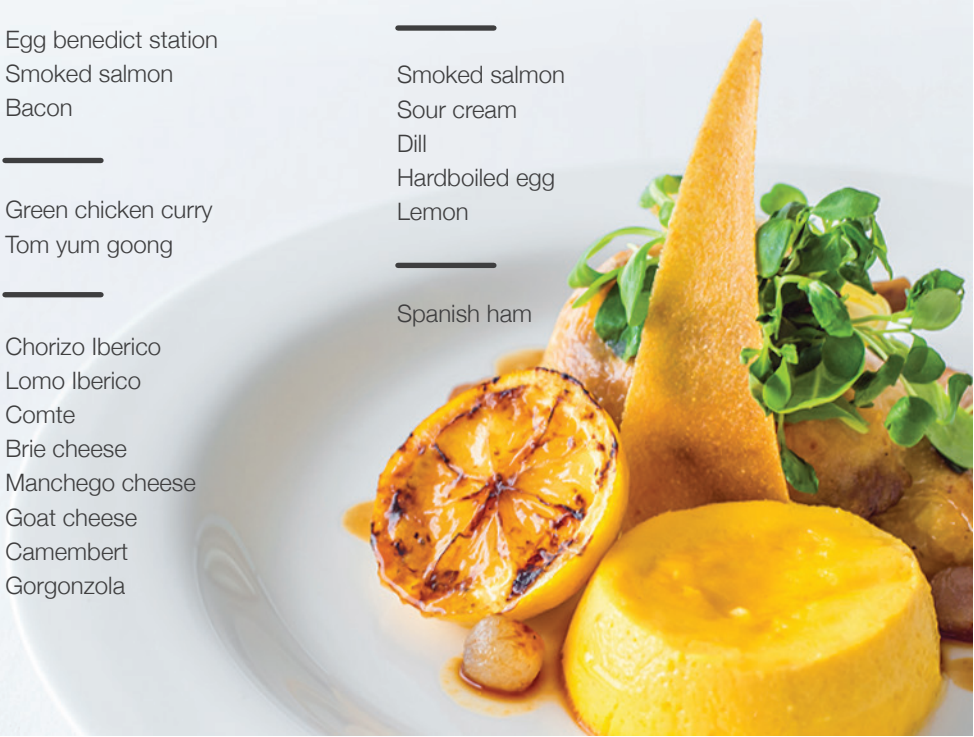 Egg benedict station
Smoked salmon
Bacon
Green chicken curry
Tom yum goong
Chorizo Iberico
Lomo Iberico
Comte
Brie cheese
Manchego cheese
Goat cheese
Camembert
Gorgonzola
Smoked salmon
Sour cream
Dill
Hardboiled egg
Lemon
Spanish ham